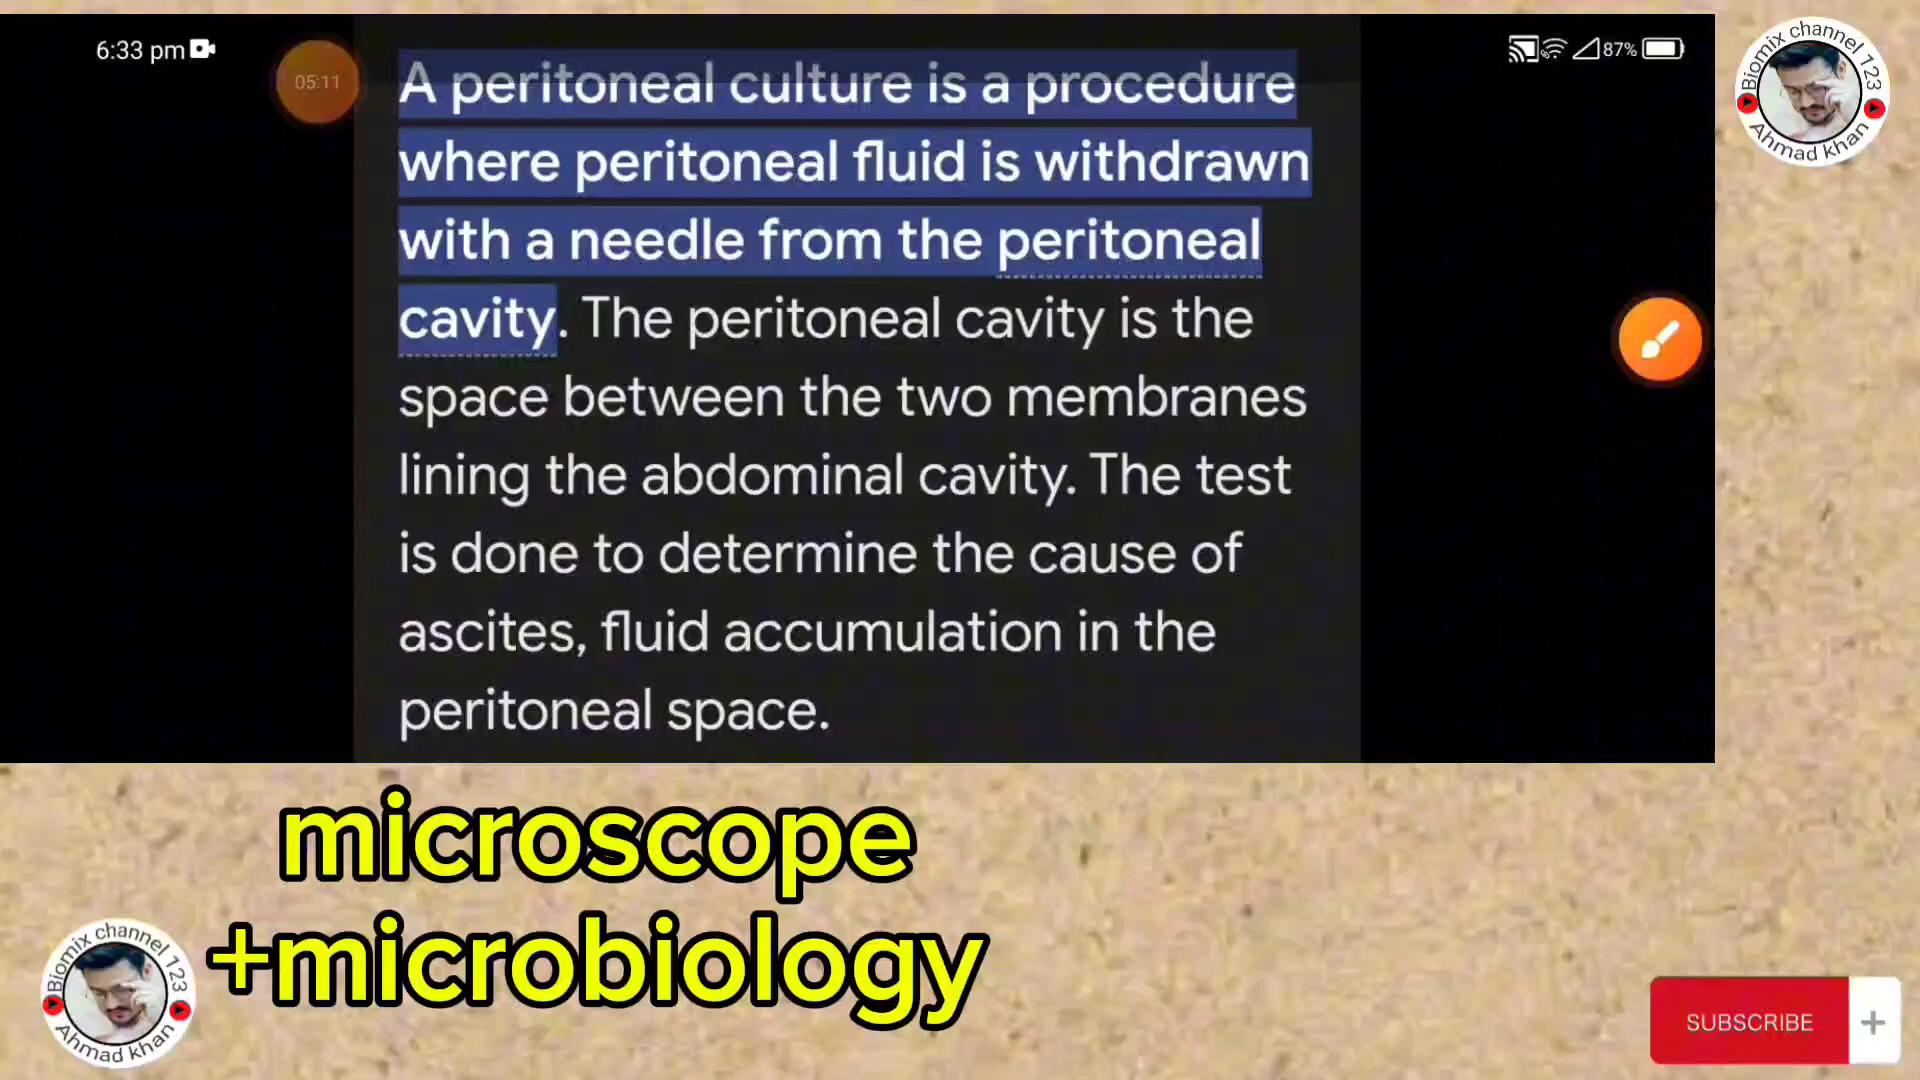 6:33 pm
05:11
87%
A peritoneal culture is a procedure
where peritoneal fluid is withdrawn
with a needle from the peritoneal
cavity. The peritoneal cavity is the
space between the two membranes
lining the abdominal cavity. The test
is done to determine the cause of
ascites, fluid accumulation in the
peritoneal space.
Biomix channel 123
Ahmad khan
microscope
+microbiology
Biomix channel 123
Ahmad khan
SUBSCRIBE +